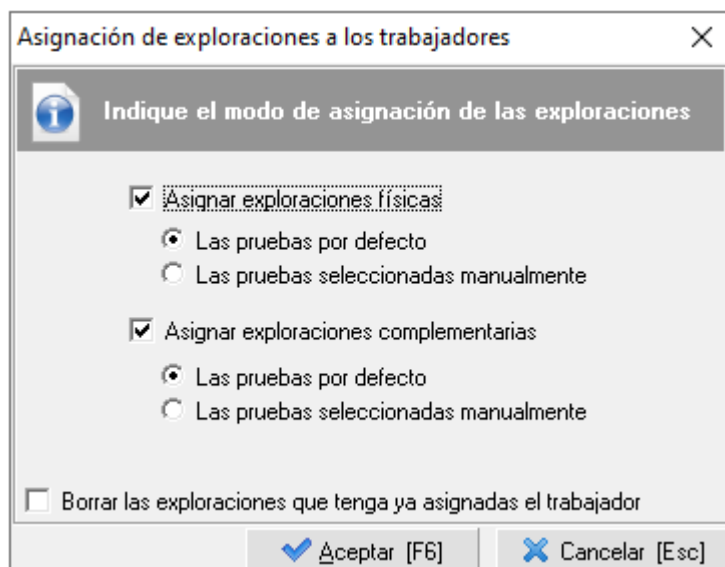 Asignación de exploraciones a los trabajadores
Indique el modo de asignación de las exploraciones
Asignar exploraciones físicas
Las pruebas por defecto
Las pruebas seleccionadas manualmente
Asignar exploraciones complementarias
Las pruebas por defecto
Las pruebas seleccionadas manualmente
Borrar las exploraciones que tenga ya asignadas el trabajador
Aceptar [F6] Cancelar [Esc]